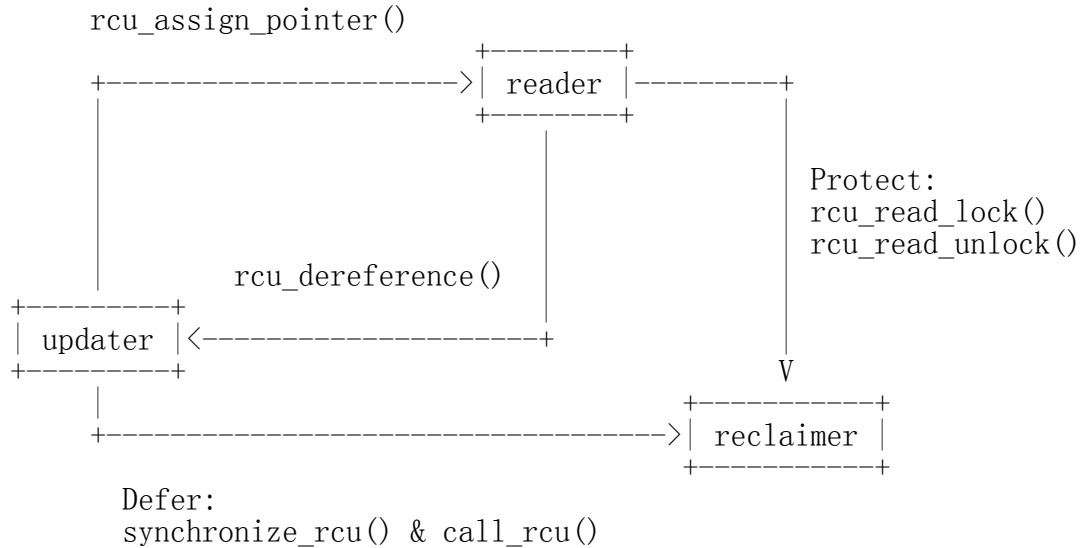 rcu_assign_pointer()
reader
Protect:
rcu_read_lock()
rcu_read_unlock()
rcu_dereference()
updater
reclaimer
Defer:
synchronize_rcu() & call_rcu()